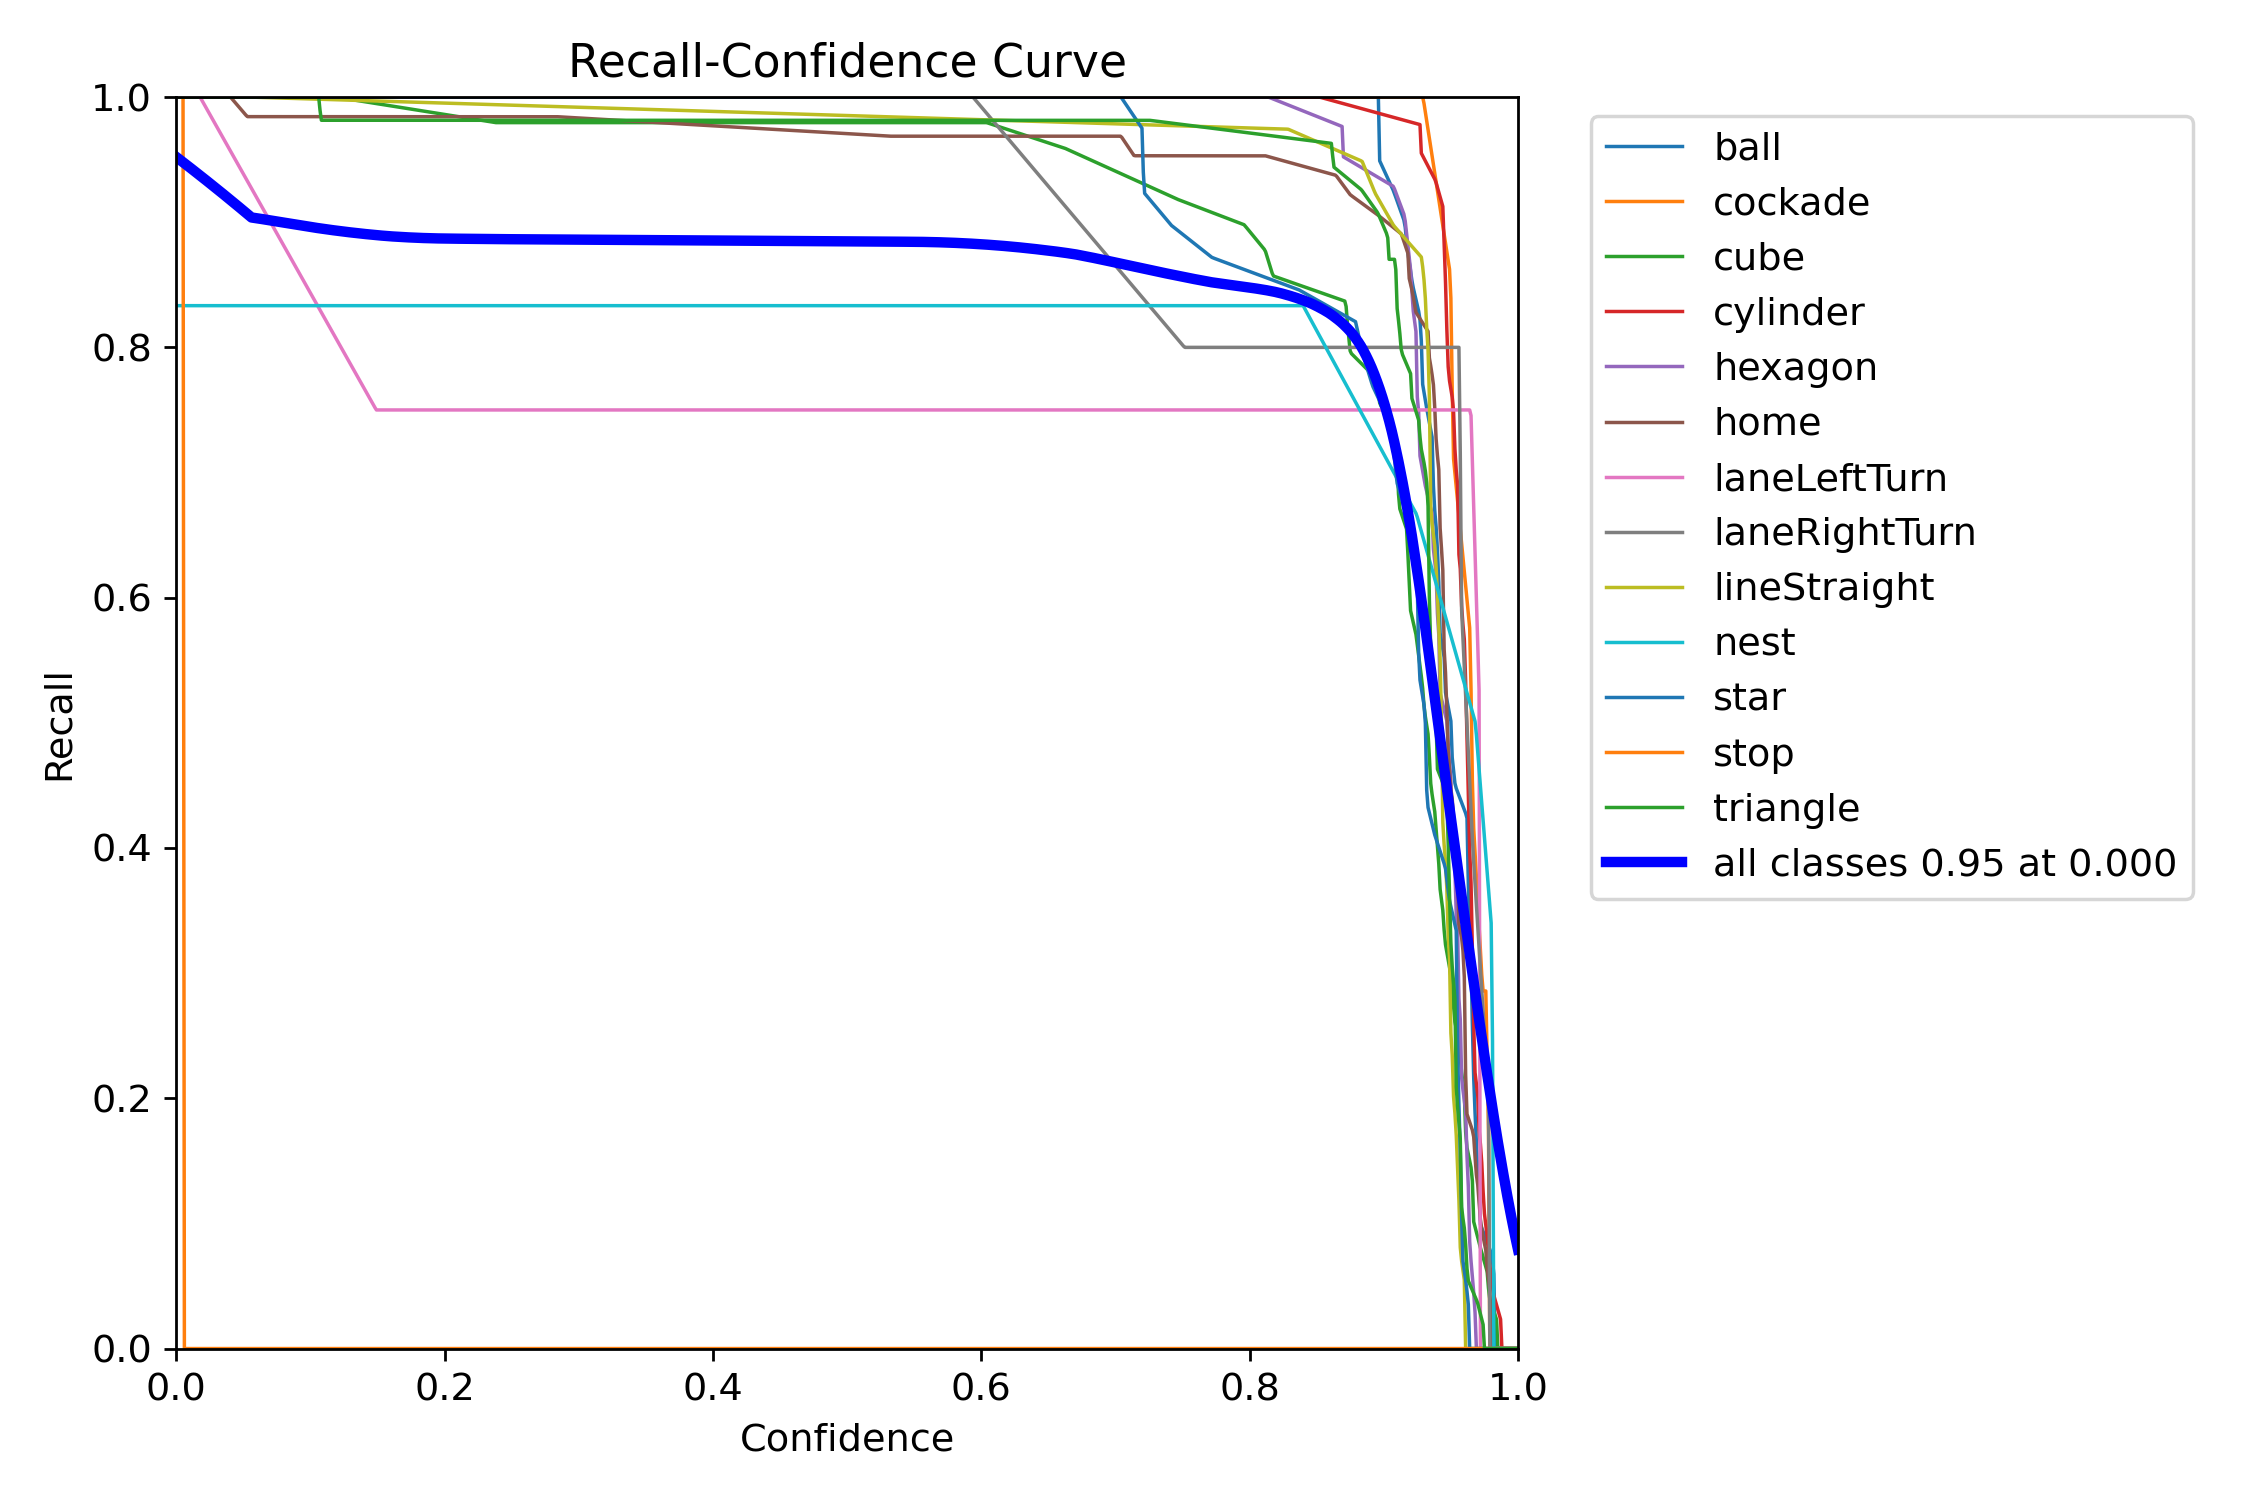 Recall-Confidence Curve
1.0
0.8
0.6
0.4
0.2
0.0
Recall
0.0 0.2 0.4 0.6 0.8 1.0
Confidence
ball
cockade
cube
cylinder
hexagon
home
laneLeftTurn
laneRightTurn
lineStraight
nest
star
stop
triangle
all classes 0.95 at 0.000